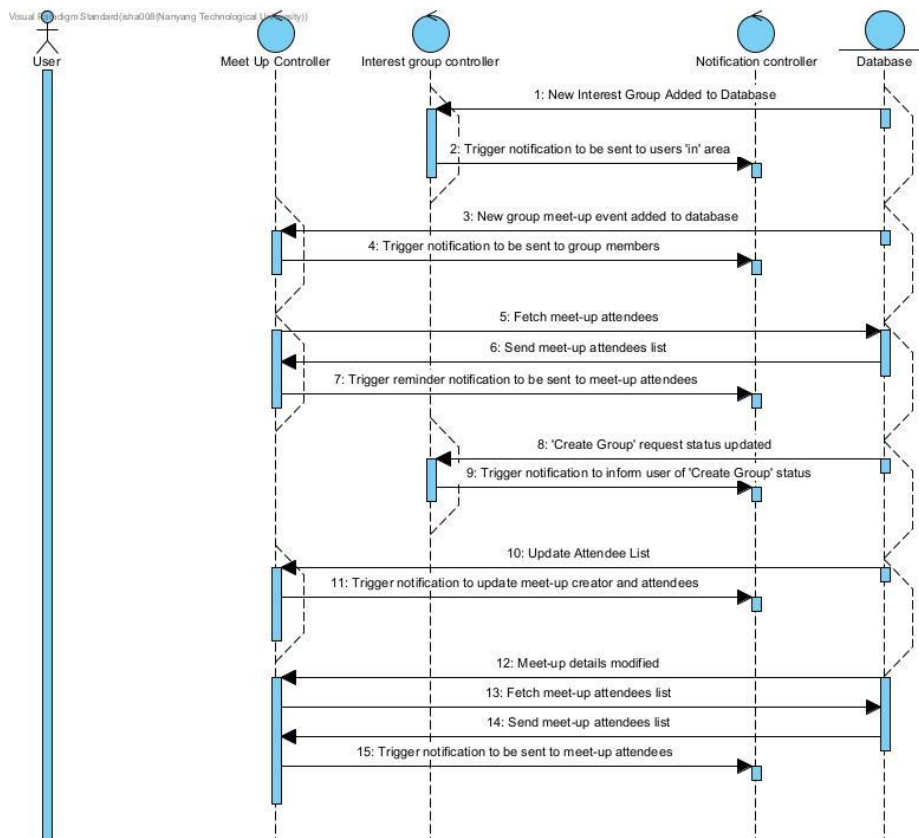 Visual Paradigm Standard(isha008(Nanyang Technological University))
User
Meet Up Controller
Interest group controller
Notification controller
Database
1: New Interest Group Added to Database
2: Trigger notification to be sent to users 'in' area
3: New group meet-up event added to database
4: Trigger notification to be sent to group members
5: Fetch meet-up attendees
6: Send meet-up attendees list
7: Trigger reminder notification to be sent to meet-up attendees
8: 'Create Group' request status updated
9: Trigger notification to inform user of 'Create Group' status
10: Update Attendee List
11: Trigger notification to update meet-up creator and attendees
12: Meet-up details modified
13: Fetch meet-up attendees list
14: Send meet-up attendees list
15: Trigger notification to be sent to meet-up attendees